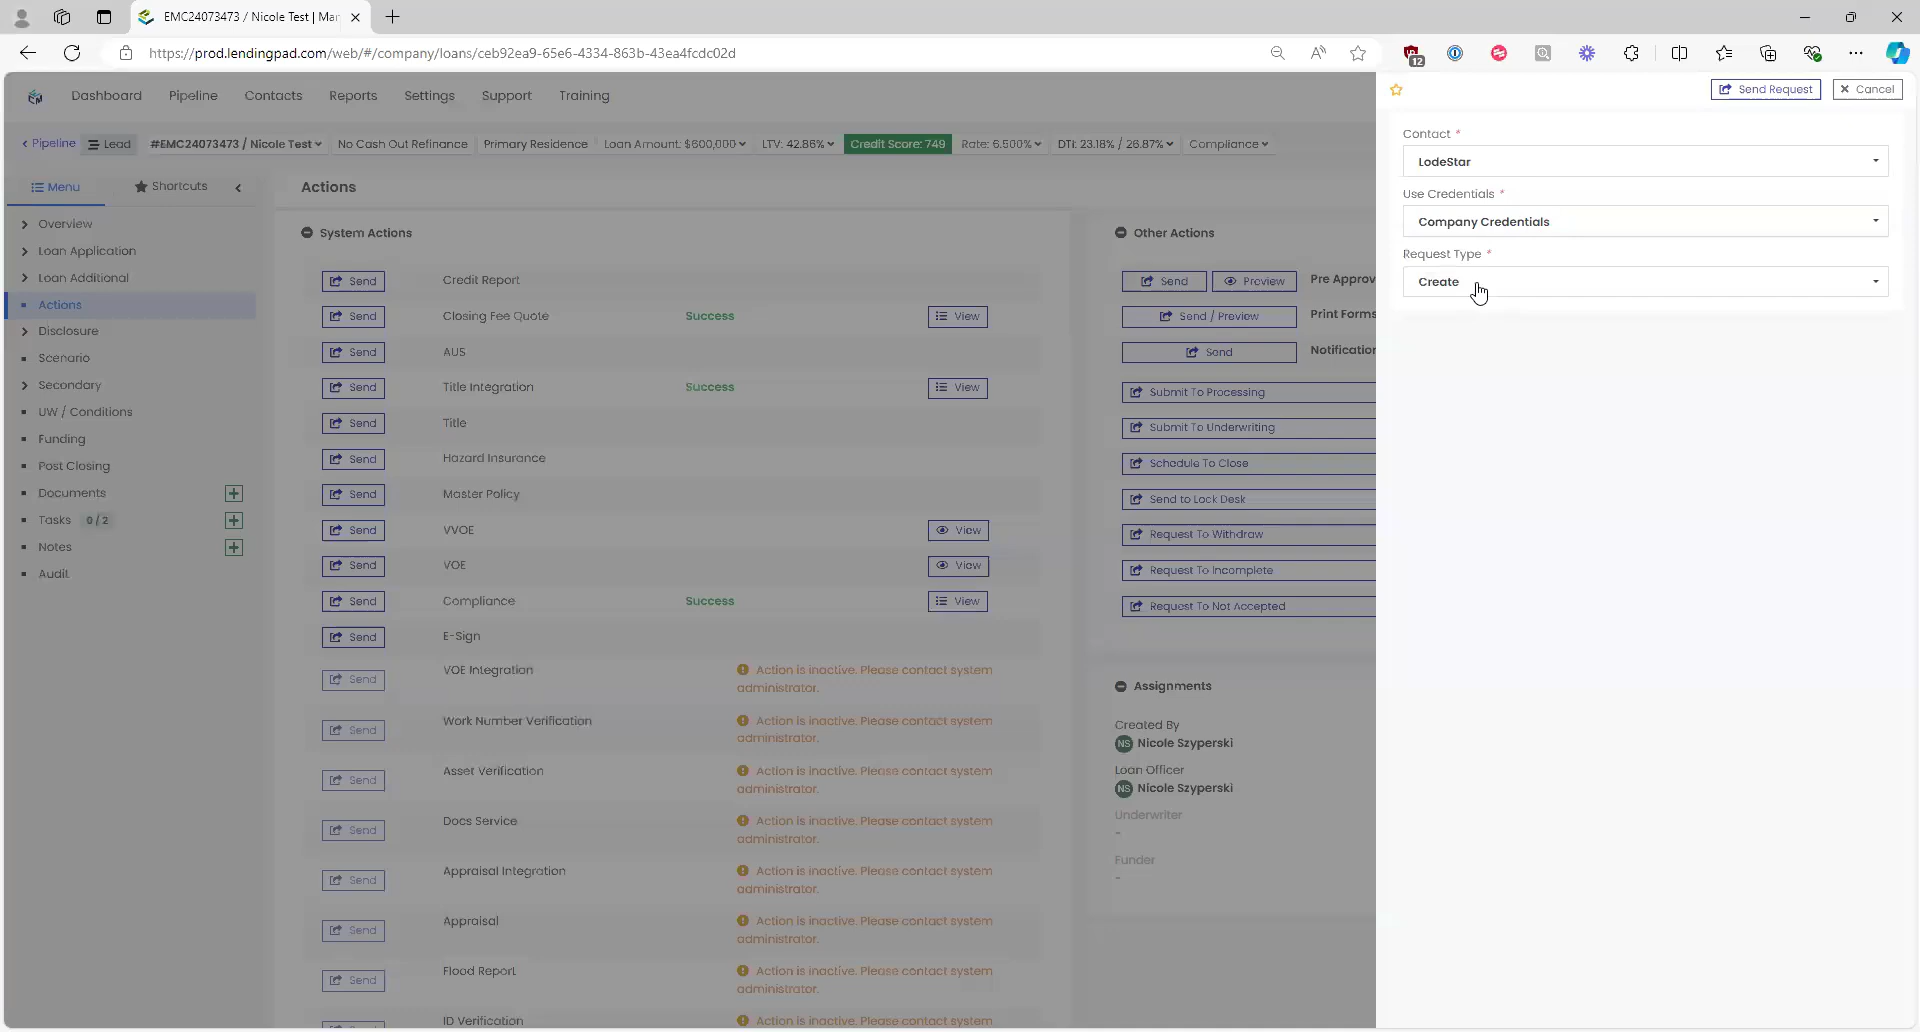 EMC24073473 / Nicole Test | Mar
https://prod.lendingpad.com/web/#/company/loans/ceb92ea9-65e6-4334-863b-43ea4fcdc02d
12
Dashboard Pipeline Contacts Reports Settings Support Training
Pipeline Lead #EMC24073473 / Nicole Test No Cash Out Refinance Primary Residence Loan Amount: $600,000 LTV: 42.86% Credit Score: 749 Rate: 6.500% DTI: 23.18% / 26.87% Compliance
Menu Shortcuts
Overview
Loan Application
Loan Additional
Actions
Disclosure
Scenario
Secondary
UW / Conditions
Funding
Post Closing
Documents
Tasks 0 / 2
Notes
Audit
Actions
System Actions
Send Credit Report
Send Closing Fee Quote Success View
Send AUS
Send Title Integration Success View
Send Title
Send Hazard Insurance
Send Master Policy
Send VVOE View
Send VOE View
Send Compliance Success View
Send E-Sign
Send VOE Integration Action is inactive. Please contact system
administrator.
Send Work Number Verification Action is inactive. Please contact system
administrator.
Send Asset Verification Action is inactive. Please contact system
administrator.
Send Docs Service Action is inactive. Please contact system
administrator.
Send Appraisal Integration Action is inactive. Please contact system
administrator.
Send Appraisal Action is inactive. Please contact system
administrator.
Send Flood Report Action is inactive. Please contact system
administrator.
ID Verification Action is inactive. Please contact system
Other Actions
Send Preview Pre Approv
Send / Preview Print Forms
Send Notification
Submit To Processing
Submit To Underwriting
Schedule To Close
Send to Lock Desk
Request To Withdraw
Request To Incomplete
Request To Not Accepted
Assignments
Created By
NS Nicole Szyperski
Loan Officer
NS Nicole Szyperski
Underwriter
-
Funder
-
Send Request Cancel
Contact *
LodeStar
Use Credentials *
Company Credentials
Request Type *
Create